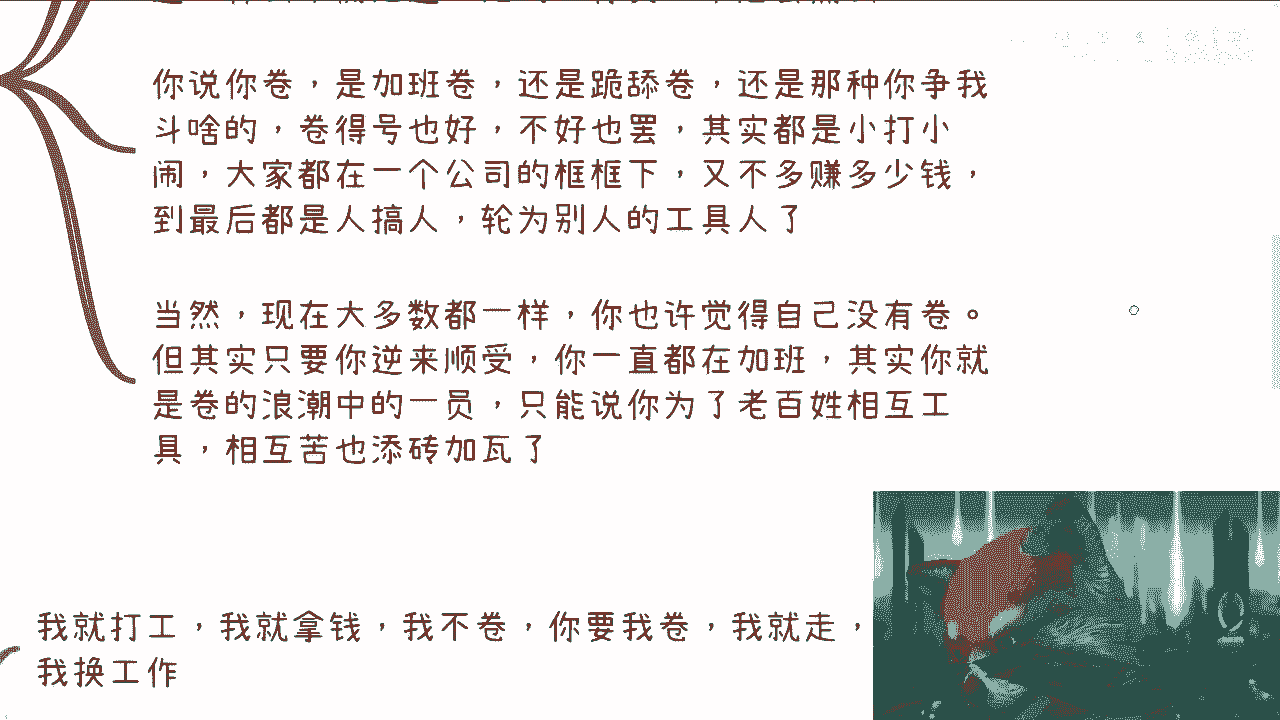 你说你卷，是加班卷，还是跪舔卷，还是那种你争我
斗啥的，卷得号也好，不好也罢，其实都是小打小
闹，大家都在一个公司的框框下，又不多赚多少钱，
到最后都是人搞人，轮为别人的工具人了
当然，现在大多数都一样，你也许觉得自己没有卷。
但其实只要你逆来顺受，你一直都在加班，其实你就
是卷的浪潮中的一员，只能说你为了老百姓相互工
具，相互苦也添砖加瓦了
我就打工，我就拿钱，我不卷，你要我卷，我就走，
我换工作